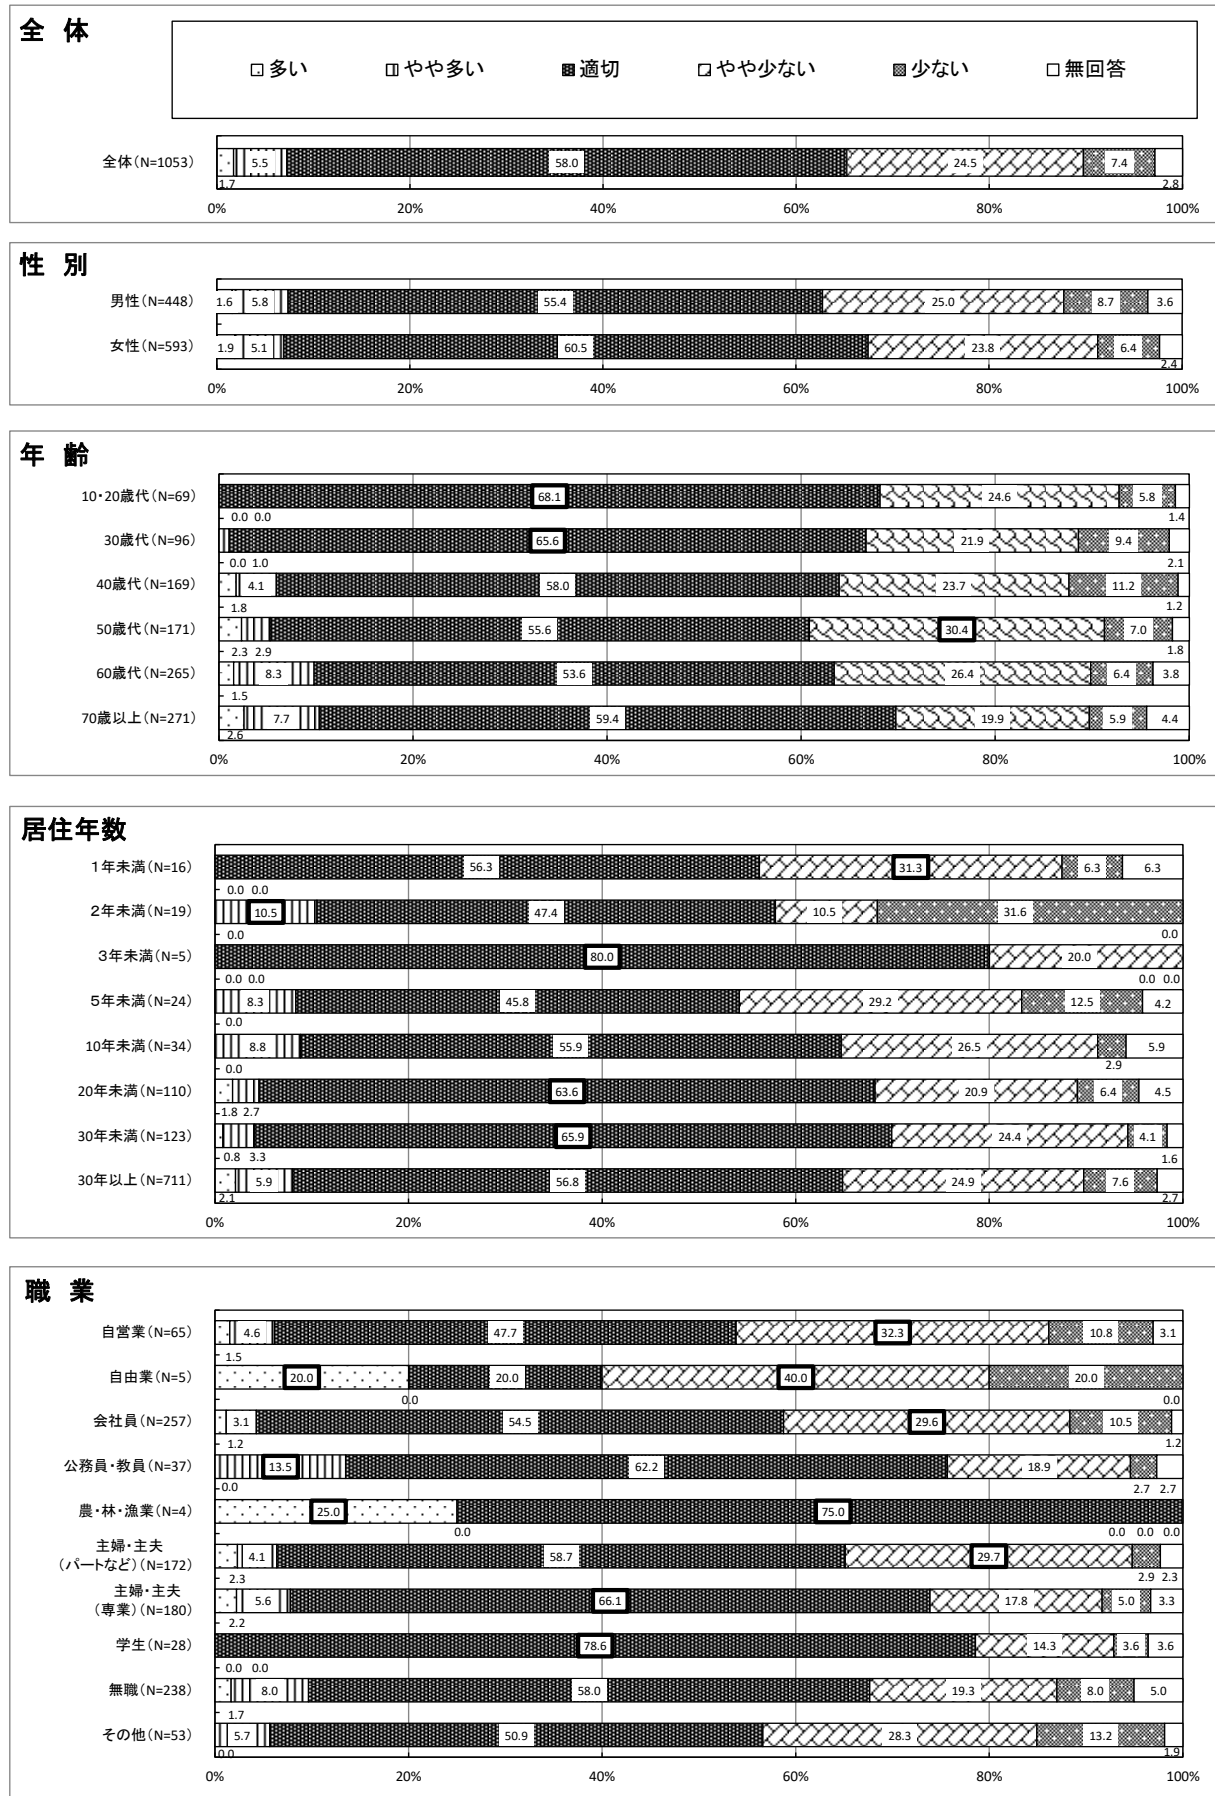 全 体
多い やや多い 適切 やや少ない 少ない 無回答
全体(N=1053) 5.5 58.0 24.5 7.4
1.7 2.8
0% 20% 40% 60% 80% 100%
性 別
男性(N=448) 1.6 5.8 55.4 25.0 8.7 3.6
女性(N=593) 1.9 5.1 60.5 23.8 6.4
2.4
0% 20% 40% 60% 80% 100%
年 齢
10・20歳代(N=69) 68.1 24.6 5.8
0.0 0.0 1.4
30歳代(N=96) 65.6 21.9 9.4
0.0 1.0 2.1
40歳代(N=169) 4.1 58.0 23.7 11.2
1.8 1.2
50歳代(N=171) 55.6 30.4 7.0
2.3 2.9 1.8
60歳代(N=265) 8.3 53.6 26.4 6.4 3.8
1.5
70歳以上(N=271) 7.7 59.4 19.9 5.9 4.4
2.6
0% 20% 40% 60% 80% 100%
居住年数
1年未満(N=16) 56.3 31.3 6.3 6.3
0.0 0.0
2年未満(N=19) 10.5 47.4 10.5 31.6
0.0 0.0
3年未満(N=5) 80.0 20.0
0.0 0.0 0.0 0.0
5年未満(N=24) 8.3 45.8 29.2 12.5 4.2
0.0
10年未満(N=34) 8.8 55.9 26.5 5.9
0.0 2.9
20年未満(N=110) 63.6 20.9 6.4 4.5
1.8 2.7
30年未満(N=123) 65.9 24.4 4.1
0.8 3.3 1.6
30年以上(N=711) 5.9 56.8 24.9 7.6
2.1 2.7
0% 20% 40% 60% 80% 100%
職 業
自営業(N=65) 4.6 47.7 32.3 10.8 3.1
1.5
自由業(N=5) 20.0 20.0 40.0 20.0
0.0 0.0
会社員(N=257) 3.1 54.5 29.6 10.5
1.2 1.2
公務員・教員(N=37) 13.5 62.2 18.9
0.0 2.7 2.7
農・林・漁業(N=4) 25.0 75.0
0.0 0.0 0.0 0.0
主婦・主夫
(パートなど)(N=172) 4.1 58.7 29.7
2.3 2.9 2.3
主婦・主夫
(専業)(N=180) 5.6 66.1 17.8 5.0 3.3
2.2
学生(N=28) 78.6 14.3 3.6 3.6
0.0 0.0
無職(N=238) 8.0 58.0 19.3 8.0 5.0
1.7
その他(N=53) 5.7 50.9 28.3 13.2
0.0 1.9
0% 20% 40% 60% 80% 100%